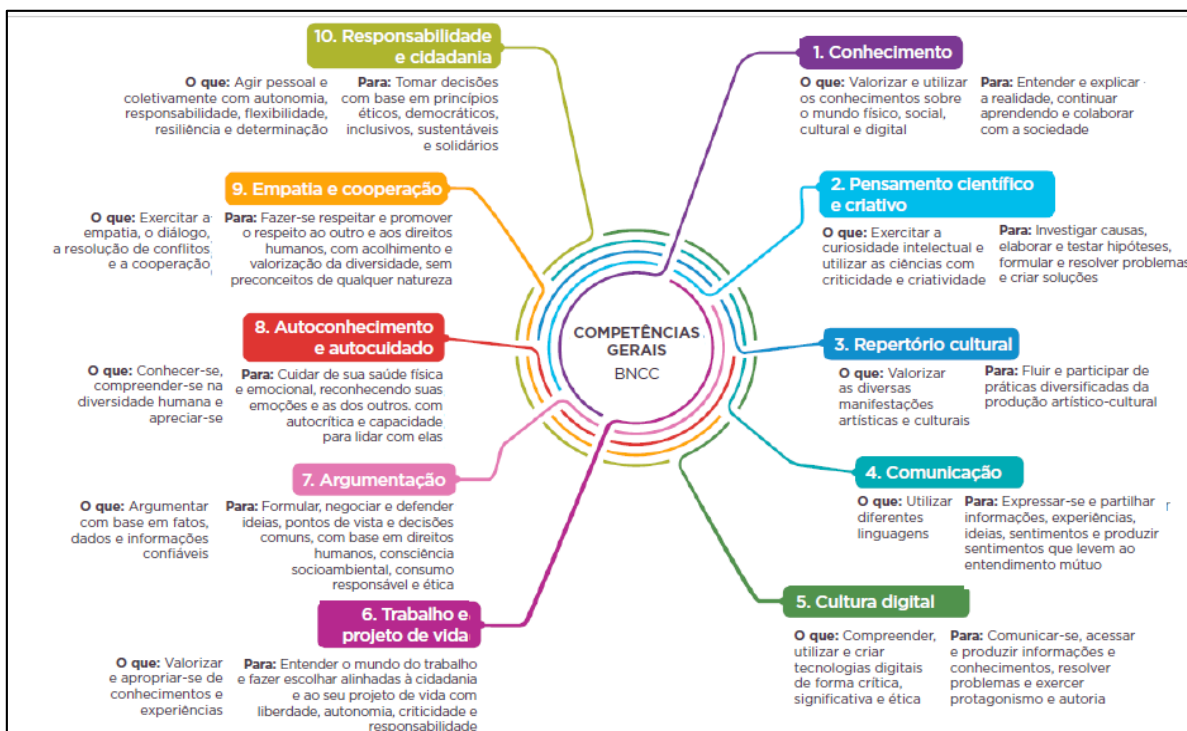 10. Responsabilidade
e cidadania
O que: Agir pessoal e
coletivamente com autonomia,
responsabilidade, flexibilidade,
resiliência e determinação
Para: Tomar decisões
com base em princípios
éticos, democráticos,
inclusivos, sustentáveis
e solidários
9. Empatia e cooperação
O que: Exercitar a
empatia, o diálogo,
a resolução de conflitos
e a cooperação
Para: Fazer-se respeitar e promover
o respeito ao outro e aos direitos
humanos, com acolhimento e
valorização da diversidade, sem
preconceitos de qualquer natureza
8. Autoconhecimento
e autocuidado
O que: Conhecer-se,
compreender-se na
diversidade humana e
apreciar-se
Para: Cuidar de sua saúde física
e emocional, reconhecendo suas
emoções e as dos outros. com
autocrítica e capacidade
para lidar com elas
7. Argumentação
O que: Argumentar
com base em fatos,
dados e informações
confiáveis
Para: Formular, negociar e defender
ideias, pontos de vista e decisões
comuns, com base em direitos
humanos, consciência
socioambiental, consumo
responsável e ética
6. Trabalho e
projeto de vida
O que: Valorizar
e apropriar-se de
conhecimentos e
experiências
Para: Entender o mundo do trabalho
e fazer escolhar alinhadas à cidadania
e ao seu projeto de vida com
liberdade, autonomia, criticidade e
responsabilidade
COMPETÊNCIAS
GERAIS
BNCC
1. Conhecimento
O que: Valorizar e utilizar
os conhecimentos sobre
o mundo físico, social,
cultural e digital
Para: Entender e explicar
a realidade, continuar
aprendendo e colaborar
com a sociedade
2. Pensamento científico
e criativo
O que: Exercitar a
curiosidade intelectual e
utilizar as ciências com
criticidade e criatividade
Para: Investigar causas,
elaborar e testar hipóteses,
formular e resolver problemas
e criar soluções
3. Repertório cultural
O que: Valorizar
as diversas
manifestações
artísticas e culturais
Para: Fluir e participar de
práticas diversificadas da
produção artístico-cultural
4. Comunicação
O que: Utilizar
diferentes
linguagens
Para: Expressar-se e partilhar
informações, experiências,
ideias, sentimentos e produzir
sentimentos que levem ao
entendimento mútuo
5. Cultura digital
O que: Compreender,
utilizar e criar
tecnologias digitais
de forma crítica,
significativa e ética
Para: Comunicar-se, acessar
e produzir informações e
conhecimentos, resolver
problemas e exercer
protagonismo e autoria